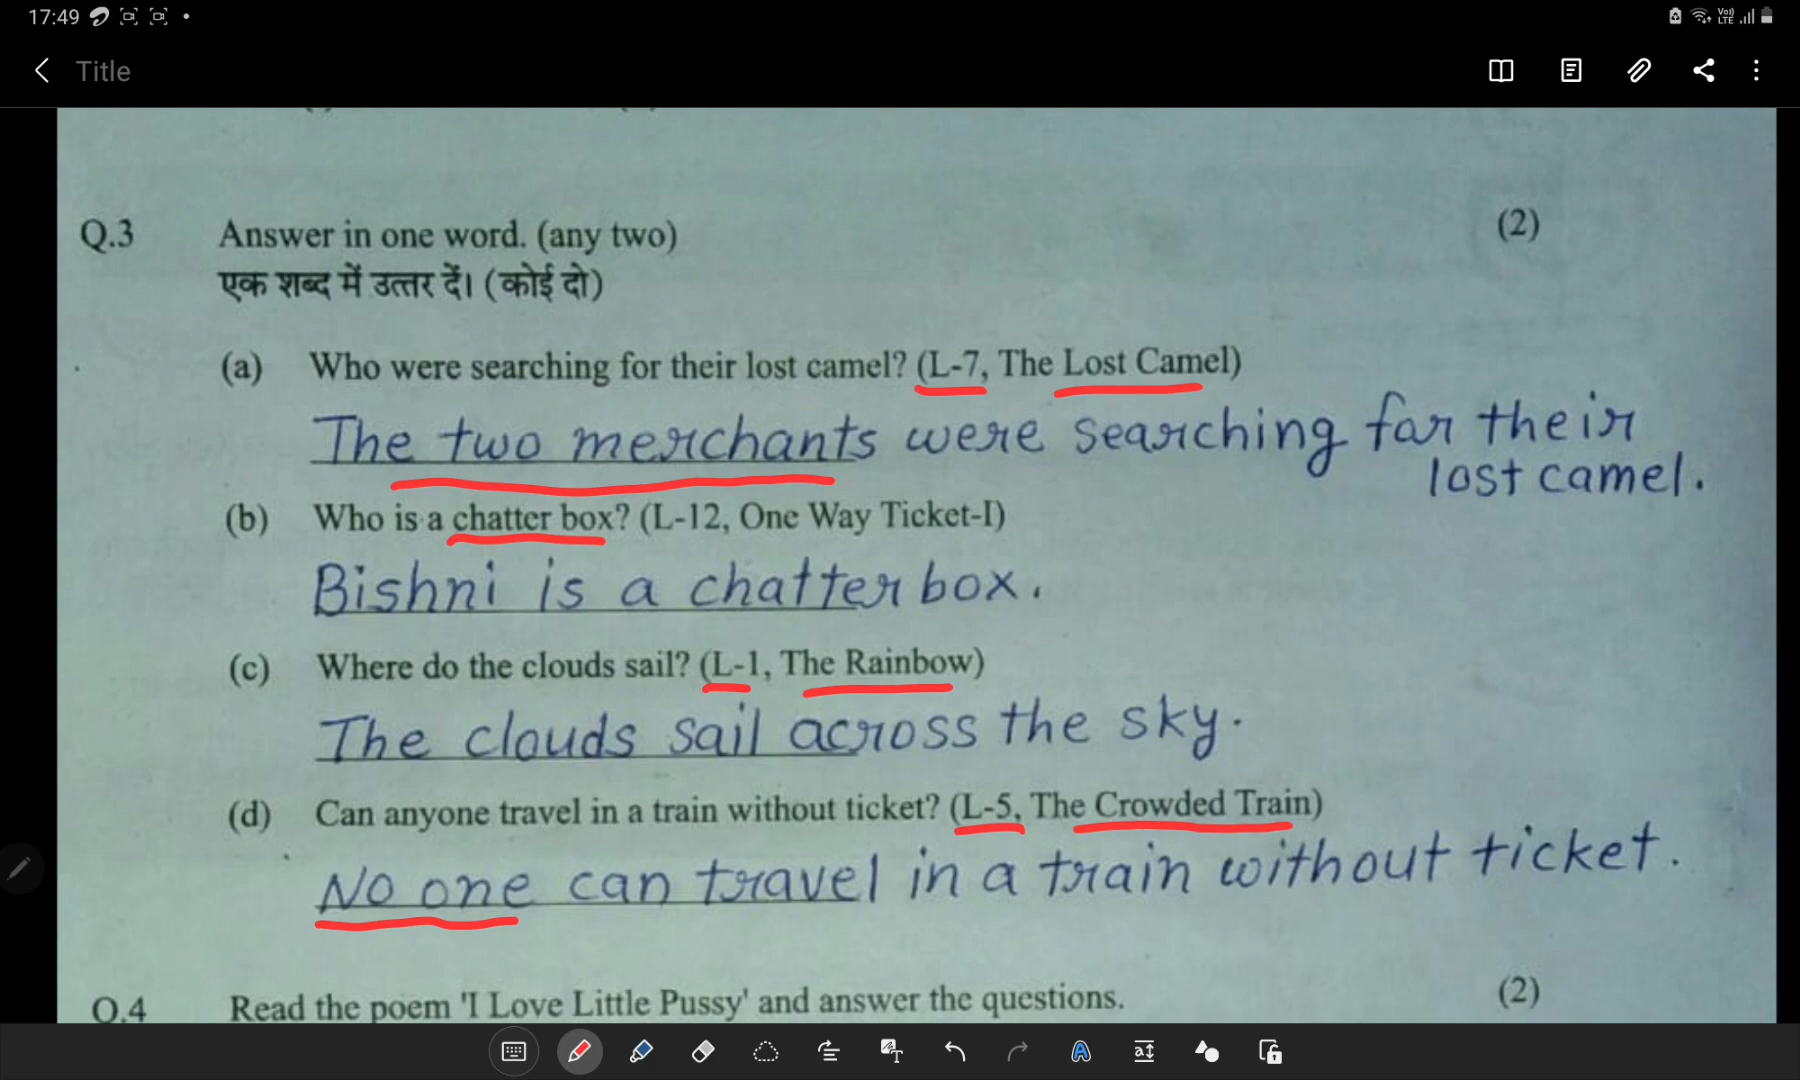 17:49
Title
Q.3 Answer in one word. (any two) (2)
एक शब्द में उत्तर दें। (कोई दो)
(a) Who were searching for their lost camel? (L-7, The Lost Camel)
The two merchants were searching for their
lost camel.
(b) Who is a chatter box? (L-12, One Way Ticket-I)
Bishni is a chatter box.
(c) Where do the clouds sail? (L-1, The Rainbow)
The clouds sail across the sky.
(d) Can anyone travel in a train without ticket? (L-5, The Crowded Train)
No one can travel in a train without ticket.
Q.4 Read the poem 'I Love Little Pussy' and answer the questions. (2)